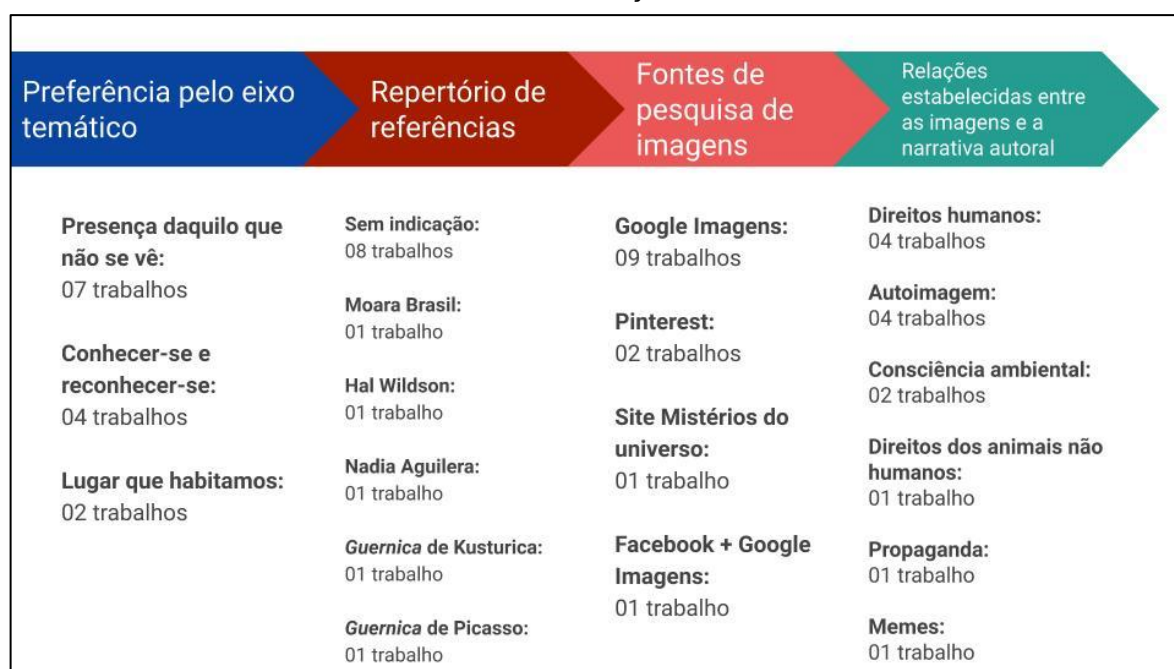 Preferência pelo eixo
temático
Repertório de
referências
Fontes de
pesquisa de
imagens
Relações
estabelecidas entre
as imagens e a
narrativa autoral
Presença daquilo que
não se vê:
07 trabalhos
Conhecer-se e
reconhecer-se:
04 trabalhos
Lugar que habitamos:
02 trabalhos
Sem indicação:
08 trabalhos
Moara Brasil:
01 trabalho
Hal Wildson:
01 trabalho
Nadia Aguilera:
01 trabalho
Guernica de Kusturica:
01 trabalho
Guernica de Picasso:
01 trabalho
Google Imagens:
09 trabalhos
Pinterest:
02 trabalhos
Site Mistérios do
universo:
01 trabalho
Facebook + Google
Imagens:
01 trabalho
Direitos humanos:
04 trabalhos
Autoimagem:
04 trabalhos
Consciência ambiental:
02 trabalhos
Direitos dos animais não
humanos:
01 trabalho
Propaganda:
01 trabalho
Memes:
01 trabalho